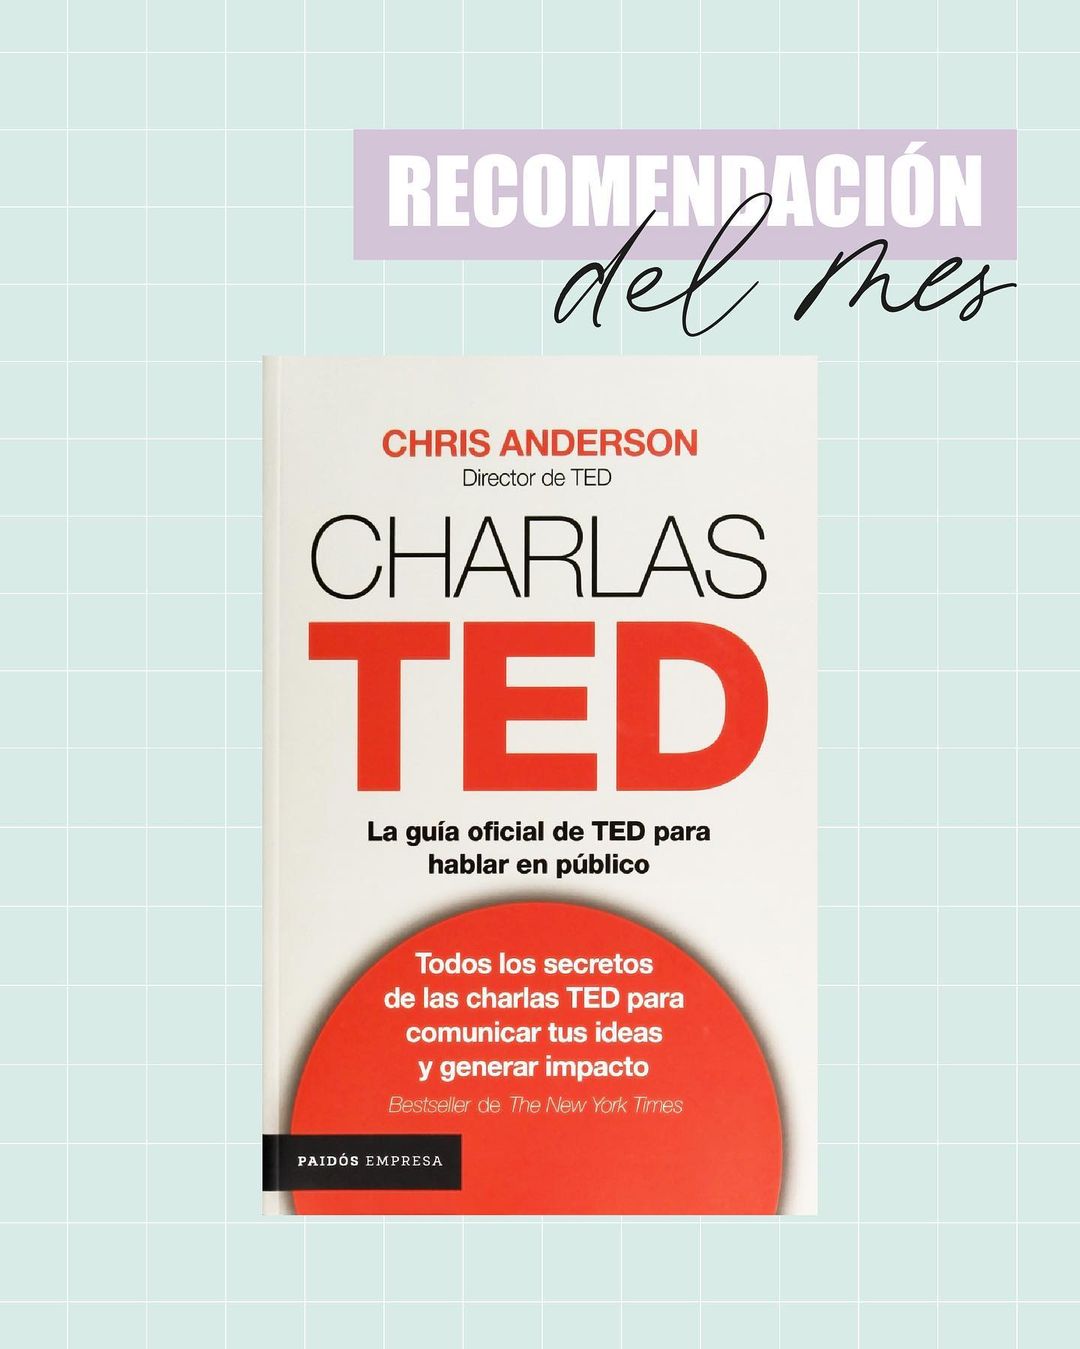 RECOMENDACIÓN
del mes
CHRIS ANDERSON
Director de TED
CHARLAS
TED
La guía oficial de TED para
hablar en público
Todos los secretos
de las charlas TED para
comunicar tus ideas
y generar impacto
Bestseller de The New York Times
PAIDÓS EMPRESA